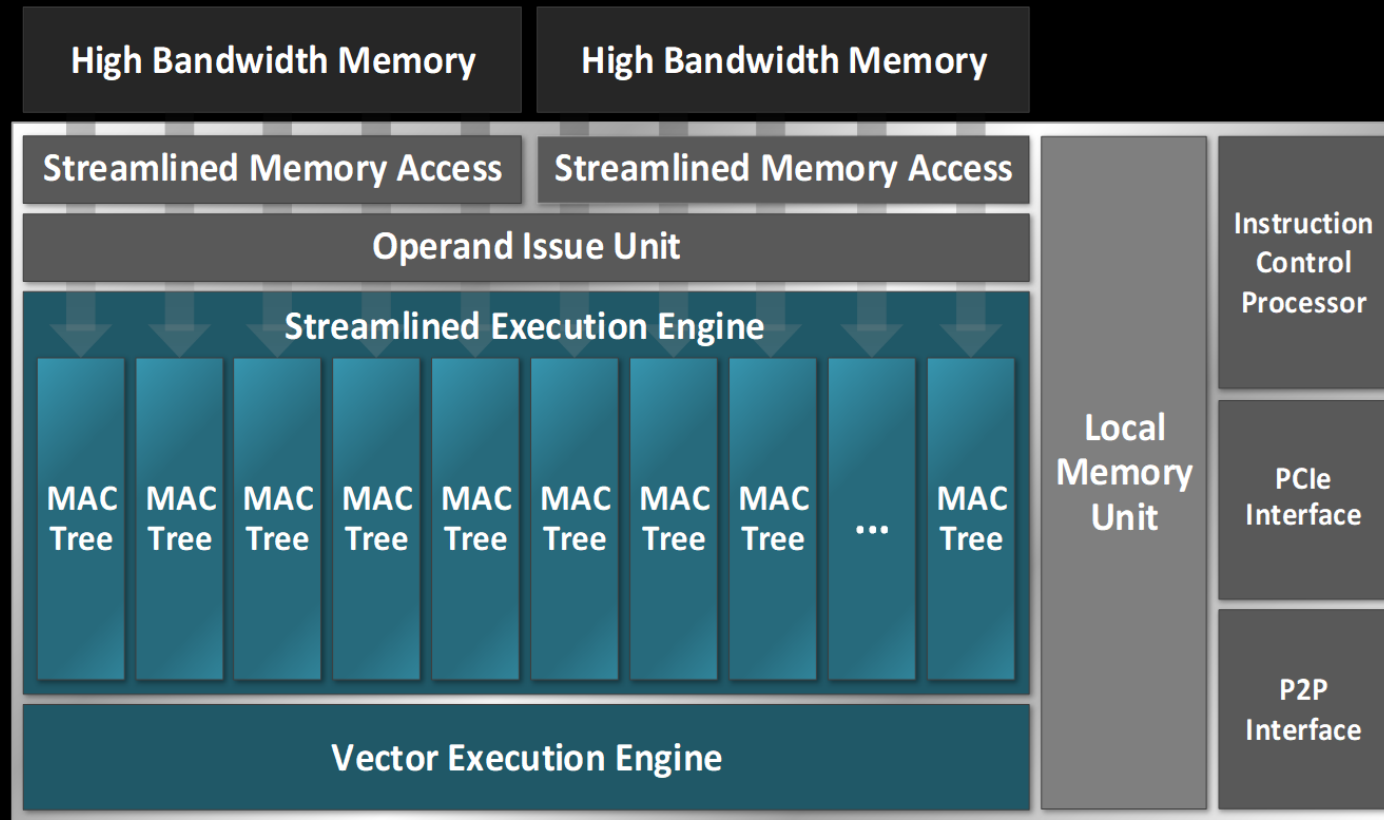 High Bandwidth Memory
High Bandwidth Memory
Streamlined Memory Access
Streamlined Memory Access
Operand Issue Unit
Streamlined Execution Engine
MAC
Tree
MAC
Tree
MAC
Tree
MAC
Tree
MAC
Tree
MAC
Tree
MAC
Tree
MAC
Tree
...
MAC
Tree
Vector Execution Engine
Local
Memory
Unit
Instruction
Control
Processor
PCIe
Interface
P2P
Interface